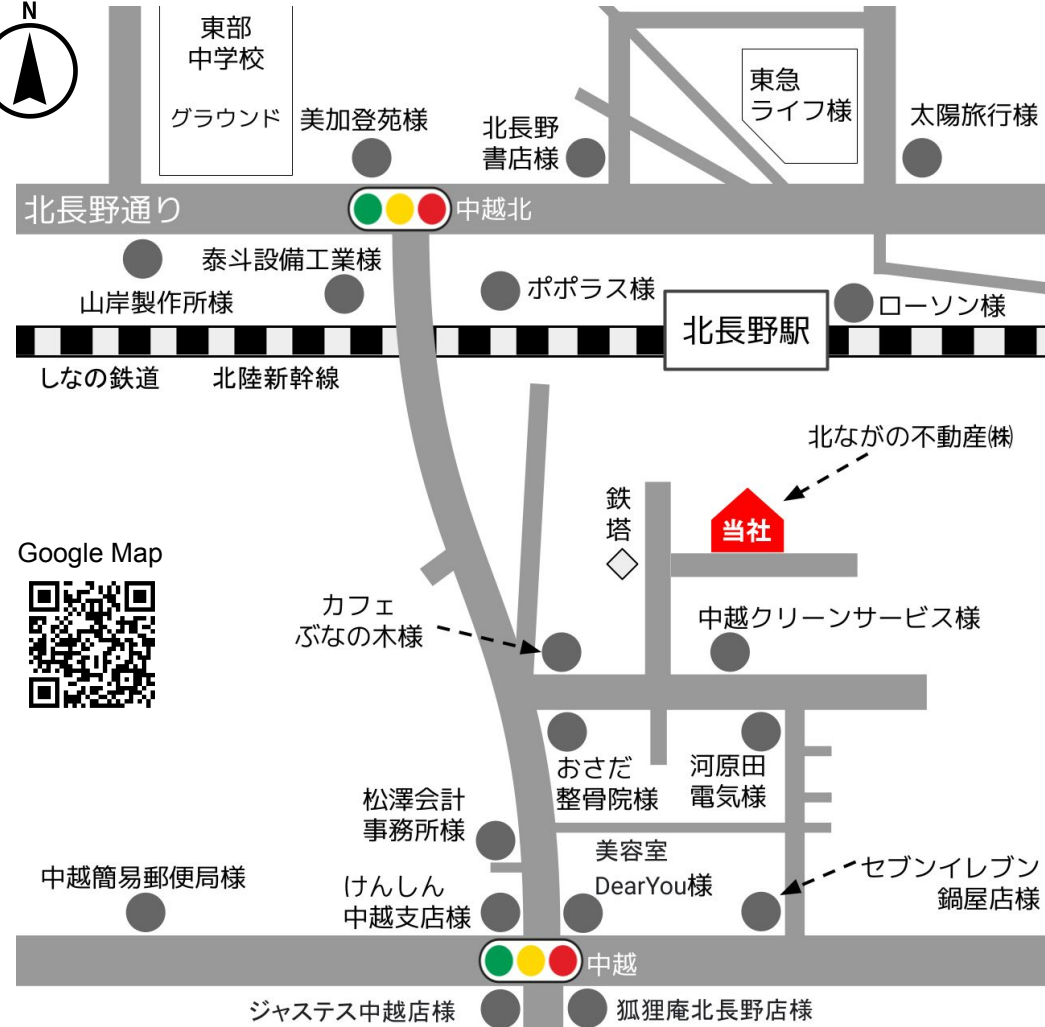 N
東部
中学校
グラウンド
美加登苑様
北長野
書店様
東急
ライフ様
太陽旅行様
北長野通り
中越北
泰斗設備工業様
山岸製作所様
ポポラス様
北長野駅
ローソン様
しなの鉄道
北陸新幹線
北ながの不動産㈱
鉄
塔
当社
Google Map
カフェ
ぶなの木様
中越クリーンサービス様
おさだ
整骨院様
河原田
電気様
松澤会計
事務所様
美容室
DearYou様
セブンイレブン
鍋屋店様
中越簡易郵便局様
けんしん
中越支店様
中越
ジャステス中越店様
狐狸庵北長野店様